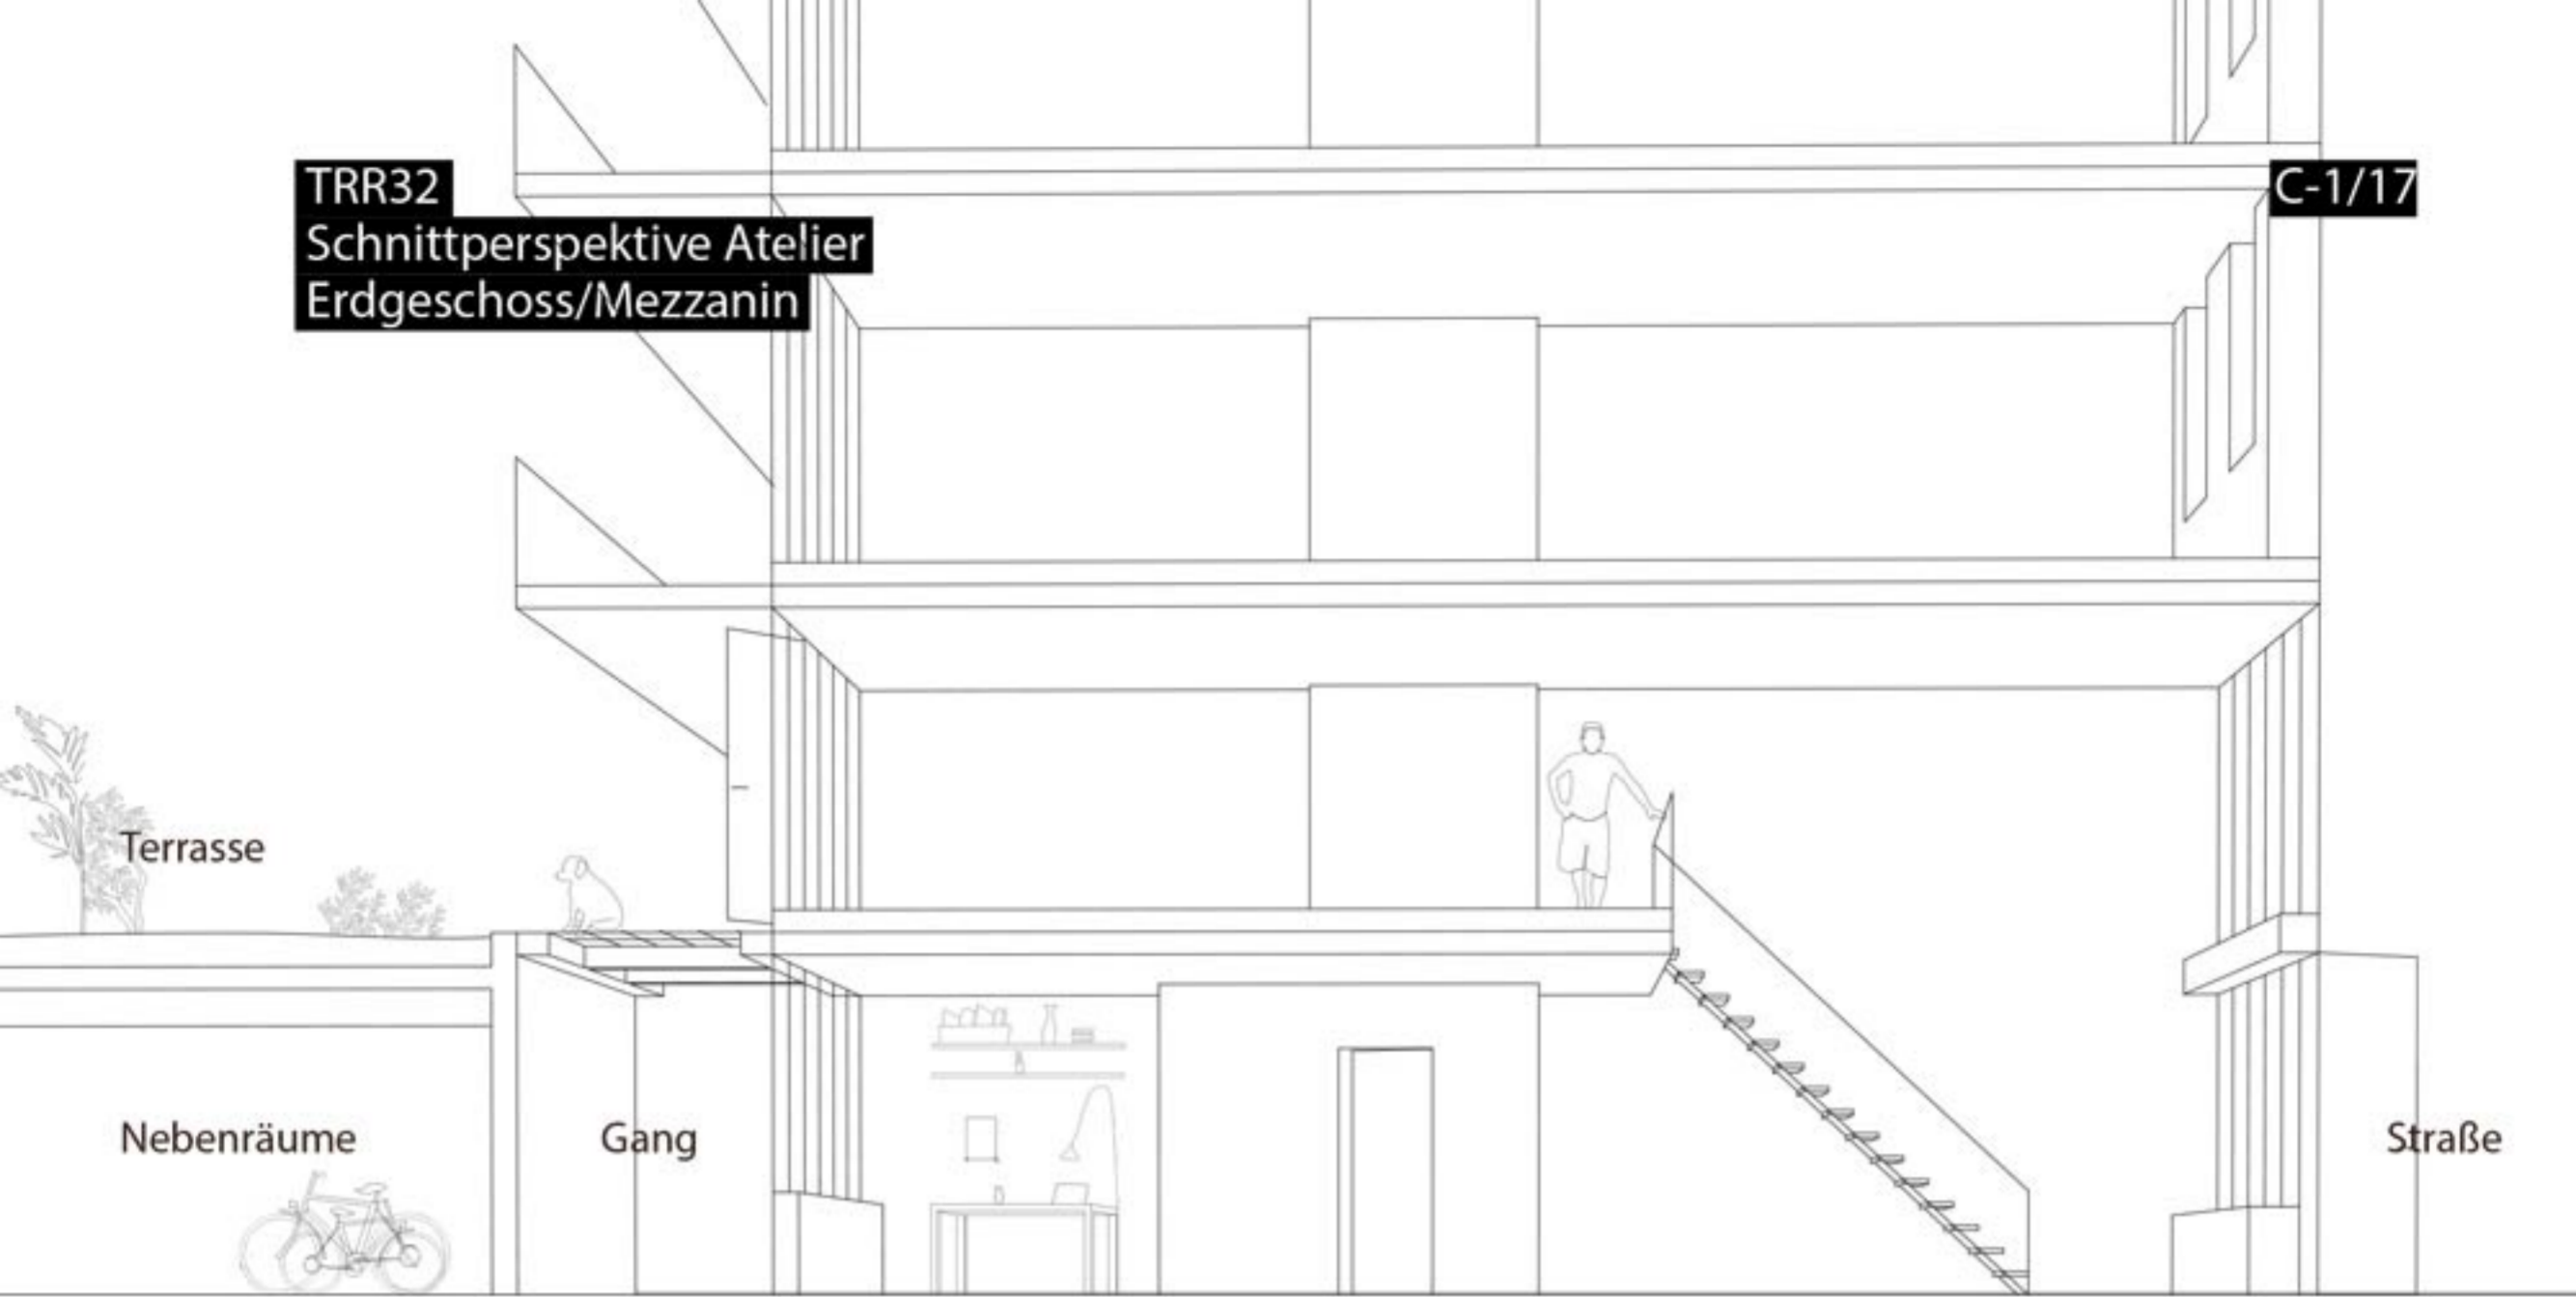 TRR32
C-1/17
Schnittperspektive Atelier
Erdgeschoss/Mezzanin
Terrasse
Nebenräume
Gang
Straße